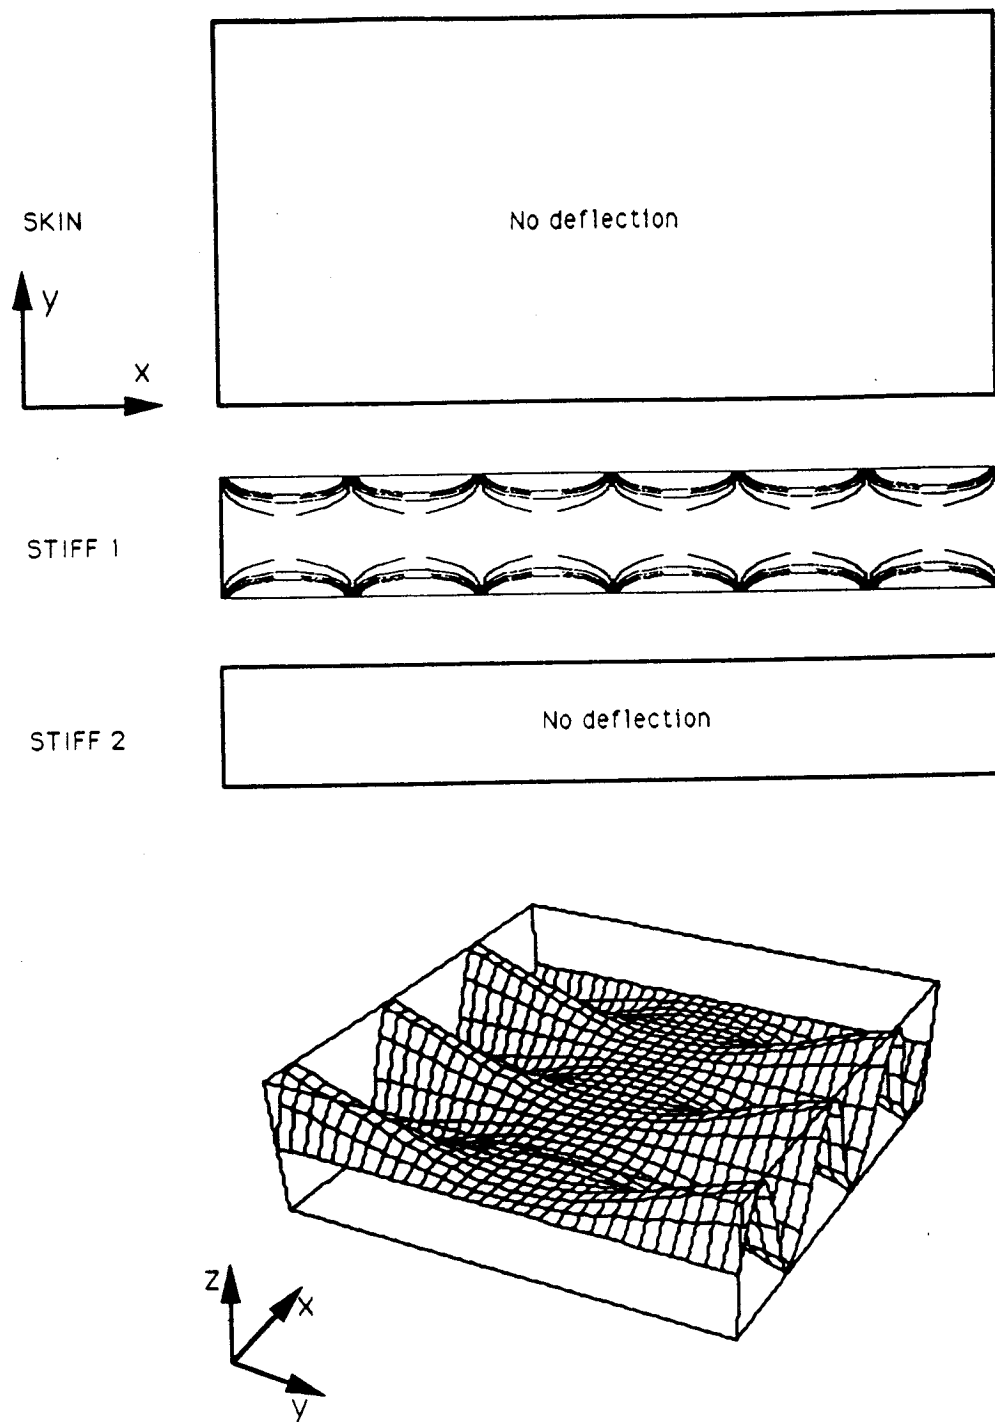 No deflection
SKIN
y
x
STIFF 1
No deflection
STIFF 2
z
x
y